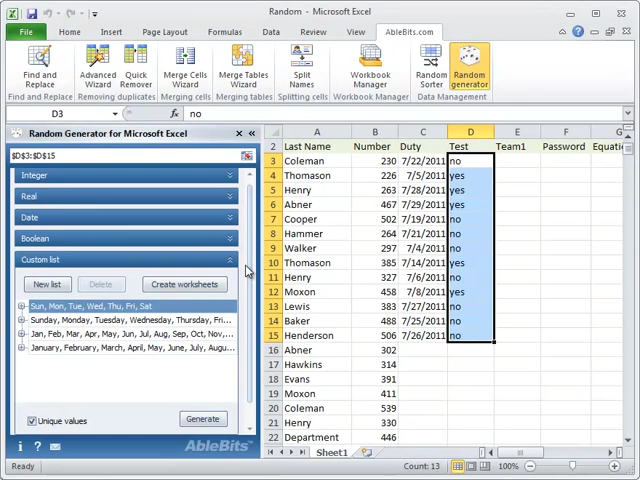 Random - Microsoft Excel
File Home Insert Page Layout Formulas Data Review View AbleBits.com
Find and Replace
Advanced Wizard
Quick Remover
Merge Cells Wizard
Merge Tables Wizard
Split Names
Workbook Manager
Random Sorter
Random generator
Find and Replace Removing duplicates Merging cells Merging tables Splitting cells Workbook Manager Data Management
D3 fx no
Random Generator for Microsoft Excel
$D$3:$D$15
Integer
Real
Date
Boolean
Custom list
New list Delete Create worksheets
Sun, Mon, Tue, Wed, Thu, Fri, Sat
Sunday, Monday, Tuesday, Wednesday, Thursday, Fri...
Jan, Feb, Mar, Apr, May, Jun, Jul, Aug, Sep, Oct, Nov,...
January, February, March, April, May, June, July, Augu...
Unique values Generate
AbleBits™
A B C D E F G
2 Last Name Number Duty Test Team1 Password Equatio
3 Coleman 230 7/22/2011 no
4 Thomason 226 7/5/2011 yes
5 Henry 263 7/28/2011 yes
6 Abner 467 7/29/2011 yes
7 Cooper 502 7/19/2011 no
8 Hammer 264 7/21/2011 no
9 Walker 297 7/4/2011 no
10 Thomason 385 7/14/2011 yes
11 Henry 327 7/6/2011 no
12 Moxon 458 7/8/2011 yes
13 Lewis 383 7/27/2011 no
14 Baker 488 7/25/2011 no
15 Henderson 506 7/26/2011 no
16 Abner 302
17 Hawkins 314
18 Evans 391
19 Moxon 411
20 Coleman 539
21 Henry 330
22 Department 446
Sheet1
Ready Count: 13 100%